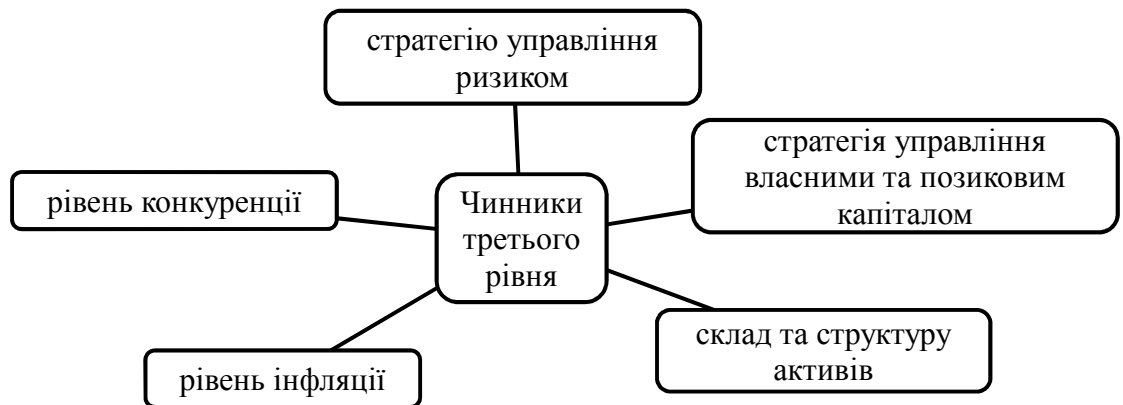 стратегію управління
ризиком
стратегія управління
власними та позиковим
капіталом
рівень конкуренції
Чинники
третього
рівня
склад та структуру
активів
рівень інфляції